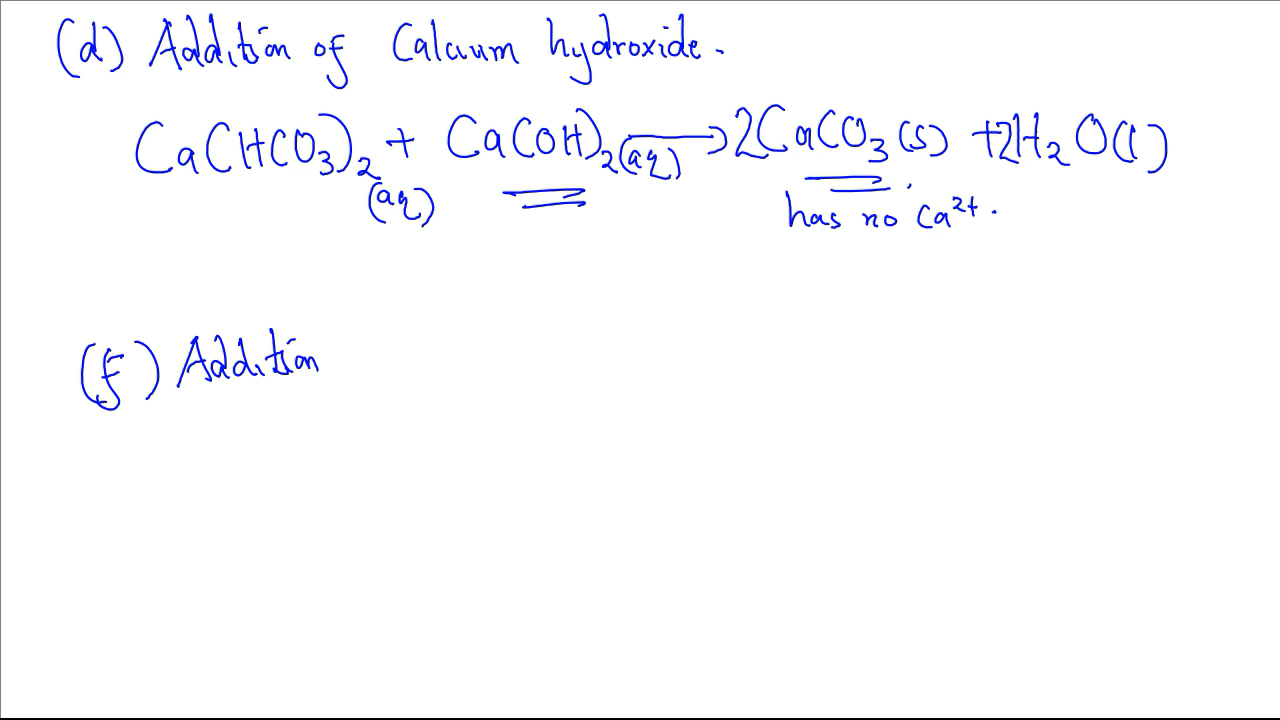 (d) Addition of Calcium hydroxide.
Ca(HCO₃)₂ (aq) + Ca(OH)₂(aq) → 2CaCO₃(s) + 2H₂O(l)
has no Ca²⁺.
(f) Addition